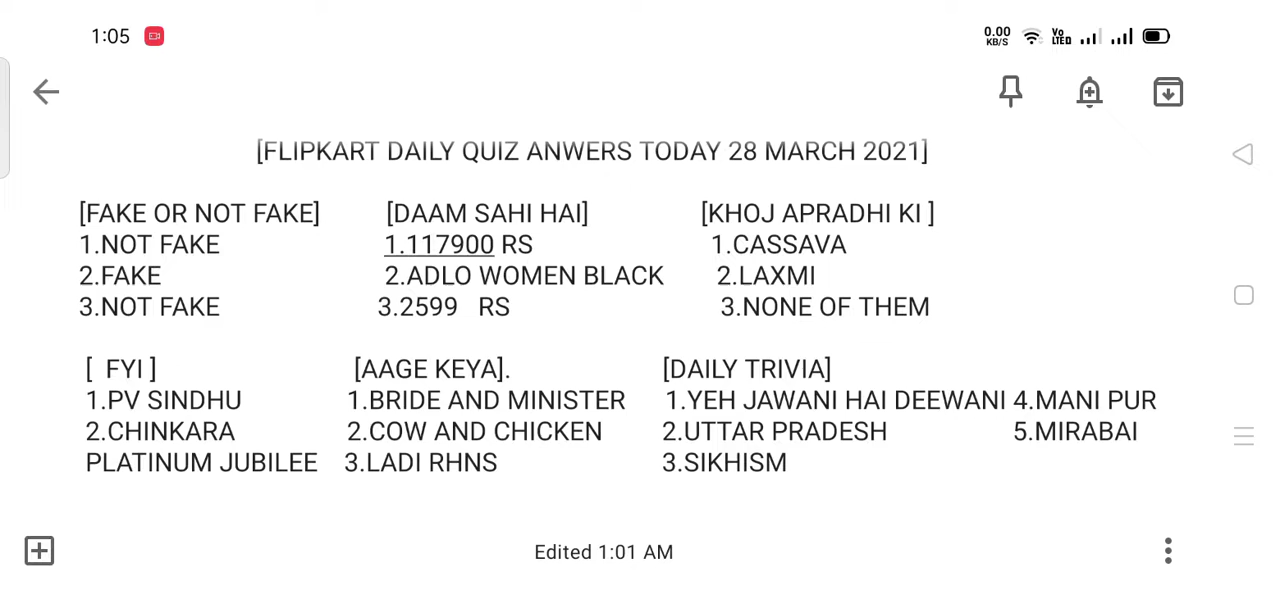 1:05
0.00 KB/S
Vo LTED
[FLIPKART DAILY QUIZ ANWERS TODAY 28 MARCH 2021]
[FAKE OR NOT FAKE] [DAAM SAHI HAI] [KHOJ APRADHI KI ]
1.NOT FAKE 1.117900 RS 1.CASSAVA
2.FAKE 2.ADLO WOMEN BLACK 2.LAXMI
3.NOT FAKE 3.2599 RS 3.NONE OF THEM
[ FYI ] [AAGE KEYA]. [DAILY TRIVIA]
1.PV SINDHU 1.BRIDE AND MINISTER 1.YEH JAWANI HAI DEEWANI 4.MANI PUR
2.CHINKARA 2.COW AND CHICKEN 2.UTTAR PRADESH 5.MIRABAI
PLATINUM JUBILEE 3.LADI RHNS 3.SIKHISM
Edited 1:01 AM